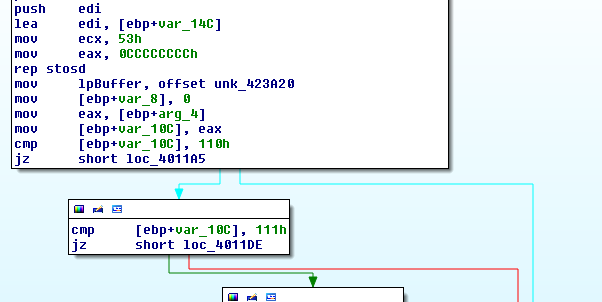 push    edi
lea     edi, [ebp+var_14C]
mov     ecx, 53h
mov     eax, 0CCCCCCCCh
rep stosd
mov     lpBuffer, offset unk_423A20
mov     [ebp+var_8], 0
mov     eax, [ebp+arg_4]
mov     [ebp+var_10C], eax
cmp     [ebp+var_10C], 110h
jz      short loc_4011A5
cmp     [ebp+var_10C], 111h
jz      short loc_4011DE